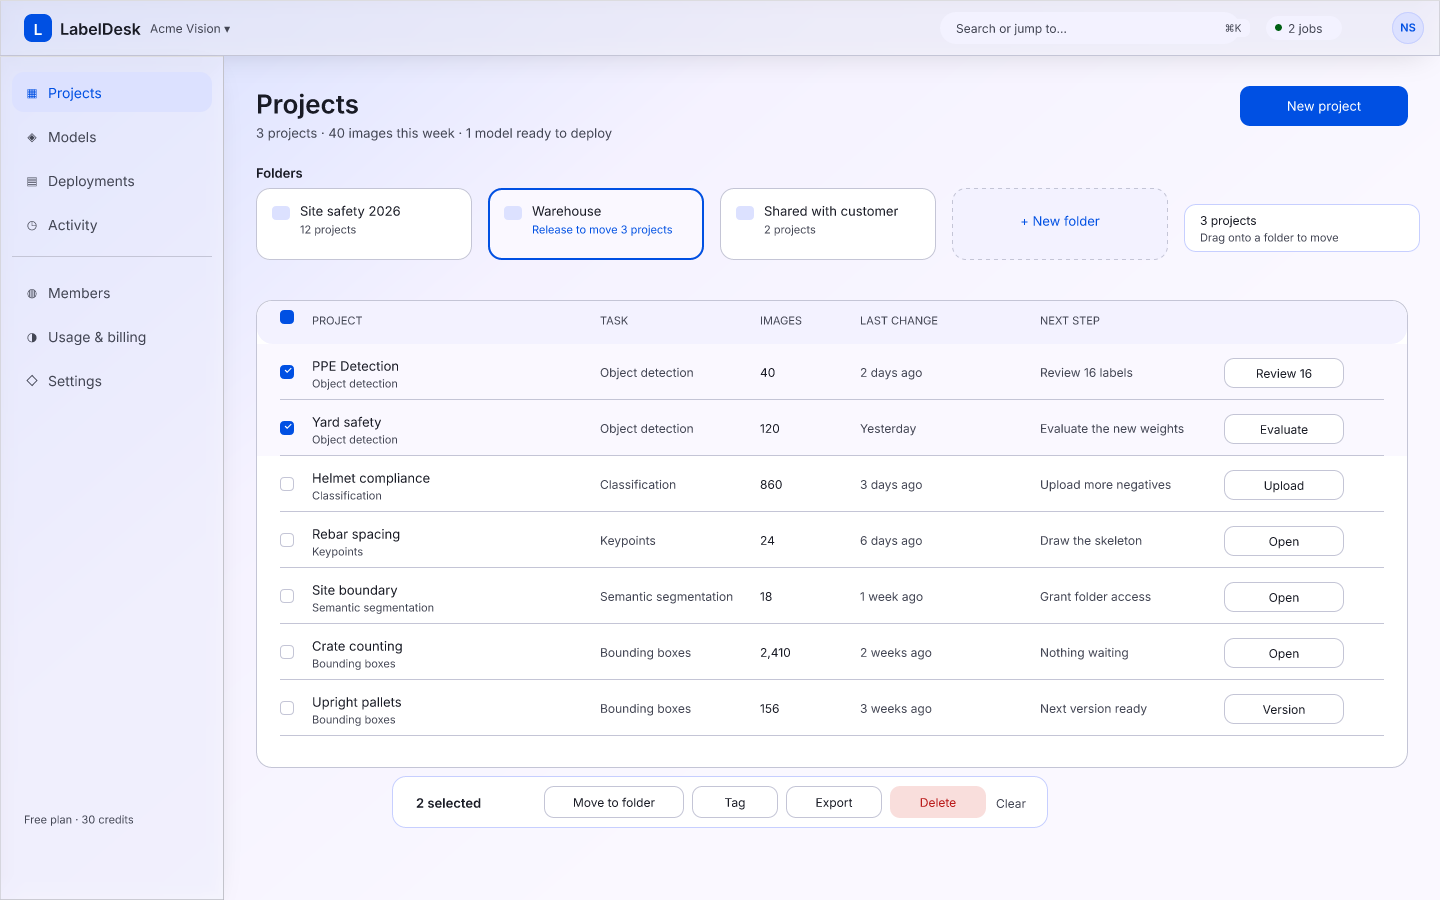 L LabelDesk Acme Vision ▾ Search or jump to... ⌘K 2 jobs NS
Projects
Models
Deployments
Activity
Members
Usage & billing
Settings
Free plan · 30 credits
Projects
3 projects · 40 images this week · 1 model ready to deploy
New project
Folders
Site safety 2026
12 projects
Warehouse
Release to move 3 projects
Shared with customer
2 projects
+ New folder
3 projects
Drag onto a folder to move
PROJECT TASK IMAGES LAST CHANGE NEXT STEP
PPE Detection
Object detection
Object detection 40 2 days ago Review 16 labels Review 16
Yard safety
Object detection
Object detection 120 Yesterday Evaluate the new weights Evaluate
Helmet compliance
Classification
Classification 860 3 days ago Upload more negatives Upload
Rebar spacing
Keypoints
Keypoints 24 6 days ago Draw the skeleton Open
Site boundary
Semantic segmentation
Semantic segmentation 18 1 week ago Grant folder access Open
Crate counting
Bounding boxes
Bounding boxes 2,410 2 weeks ago Nothing waiting Open
Upright pallets
Bounding boxes
Bounding boxes 156 3 weeks ago Next version ready Version
2 selected Move to folder Tag Export Delete Clear